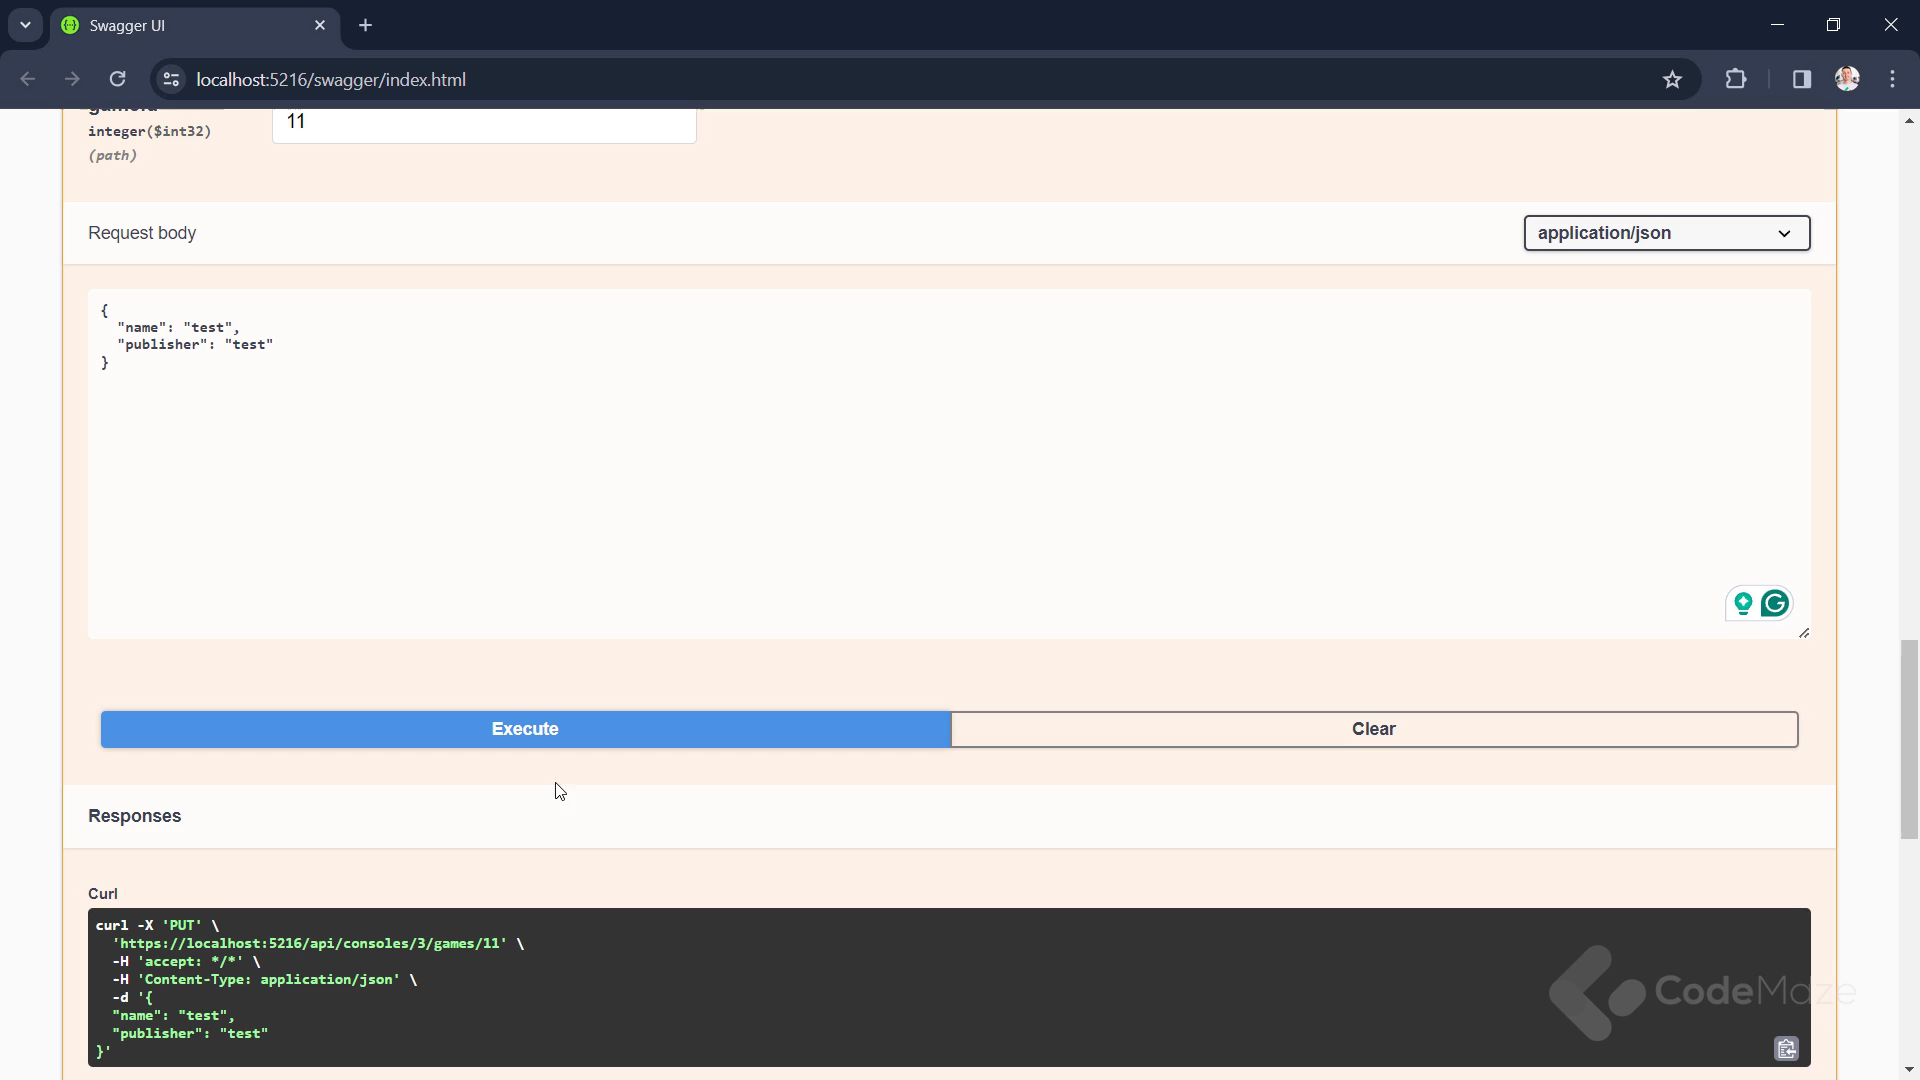 Swagger UI
localhost:5216/swagger/index.html
11
integer($int32)
(path)
Request body
application/json
{
"name": "test",
"publisher": "test"
}
Execute
Clear
Responses
Curl
curl -X 'PUT' \
'https://localhost:5216/api/consoles/3/games/11' \
-H 'accept: */*' \
-H 'Content-Type: application/json' \
-d '{
"name": "test",
"publisher": "test"
}'
CodeMaze